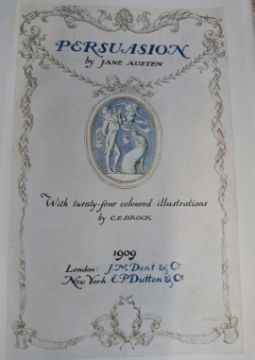 PERSUASION
by JANE AUSTEN
With twenty-four coloured illustrations
by C.E. BROCK
1909
London: J.M. Dent & Co
New York: E.P. Dutton & Co